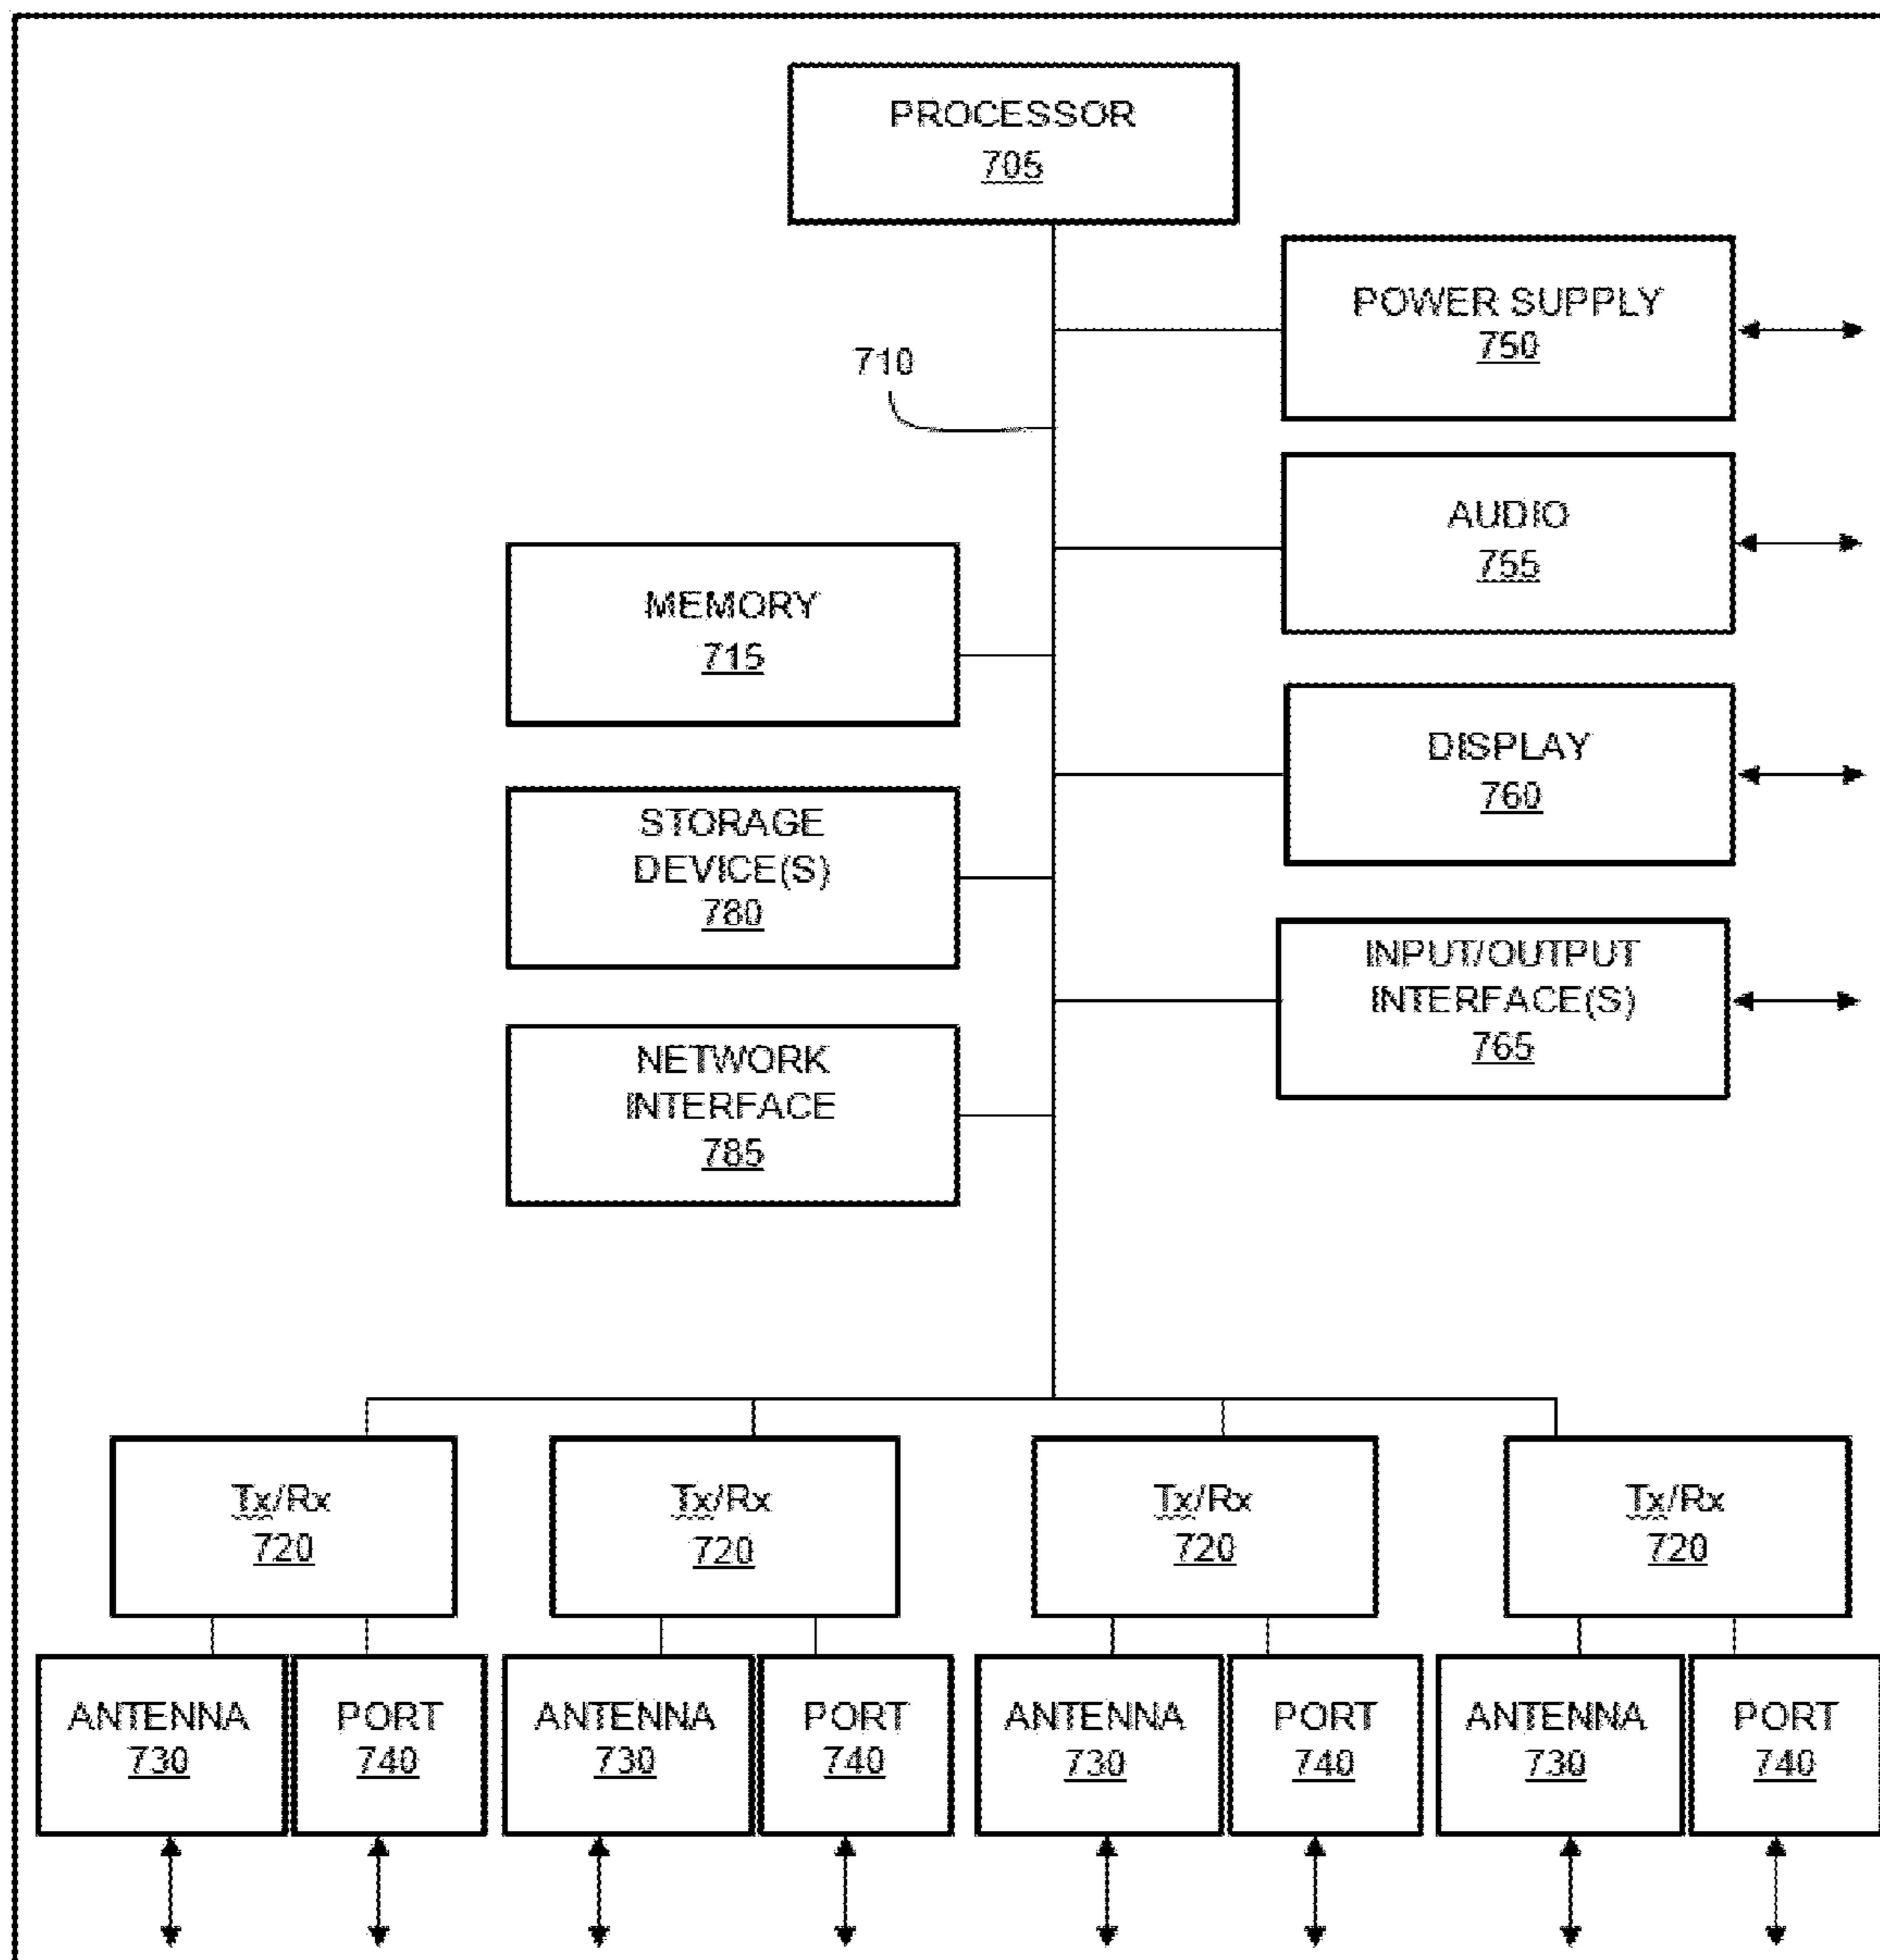 PROCESSOR
705
POWER SUPPLY
750
710
AUDIO
755
MEMORY
715
DISPLAY
760
STORAGE
DEVICE(S)
780
INPUT/OUTPUT
INTERFACE(S)
765
NETWORK
INTERFACE
785
Tx/Rx
720
Tx/Rx
720
Tx/Rx
720
Tx/Rx
720
ANTENNA
730
PORT
740
ANTENNA
730
PORT
740
ANTENNA
730
PORT
740
ANTENNA
730
PORT
740